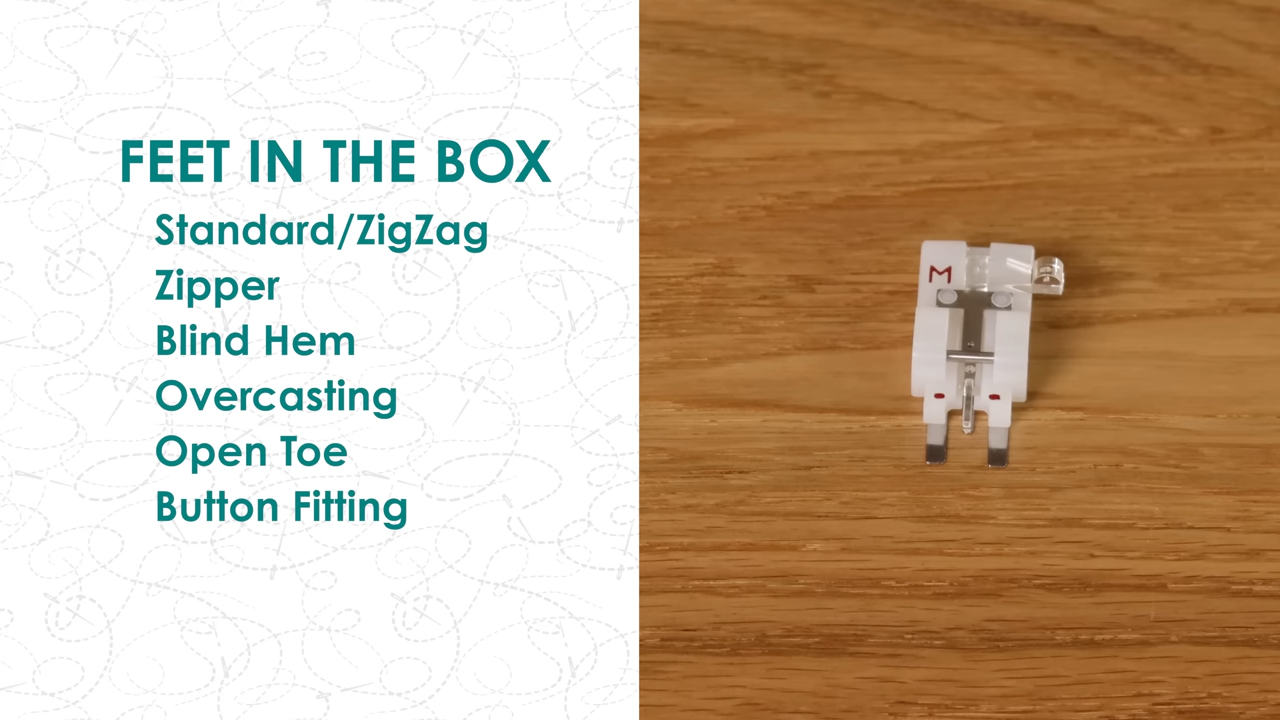 FEET IN THE BOX
Standard/ZigZag
Zipper
Blind Hem
Overcasting
Open Toe
Button Fitting
M